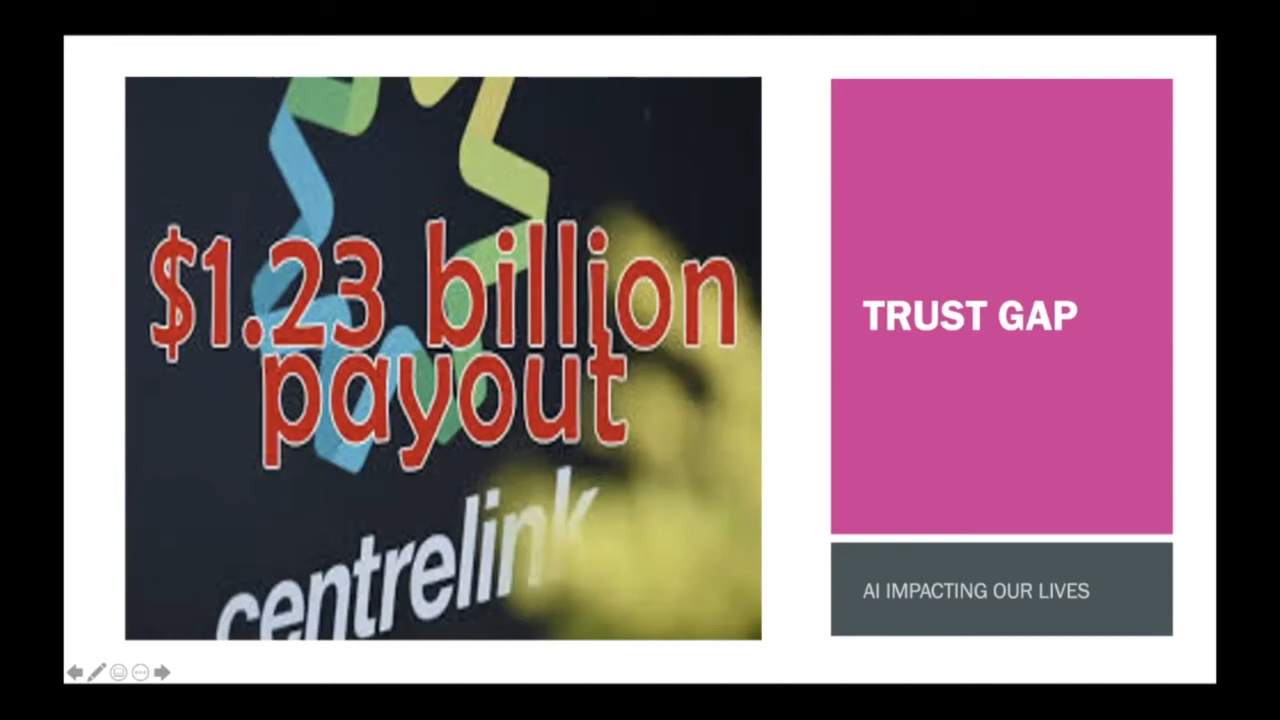 $1.23 billion
payout
centrelink
TRUST GAP
AI IMPACTING OUR LIVES